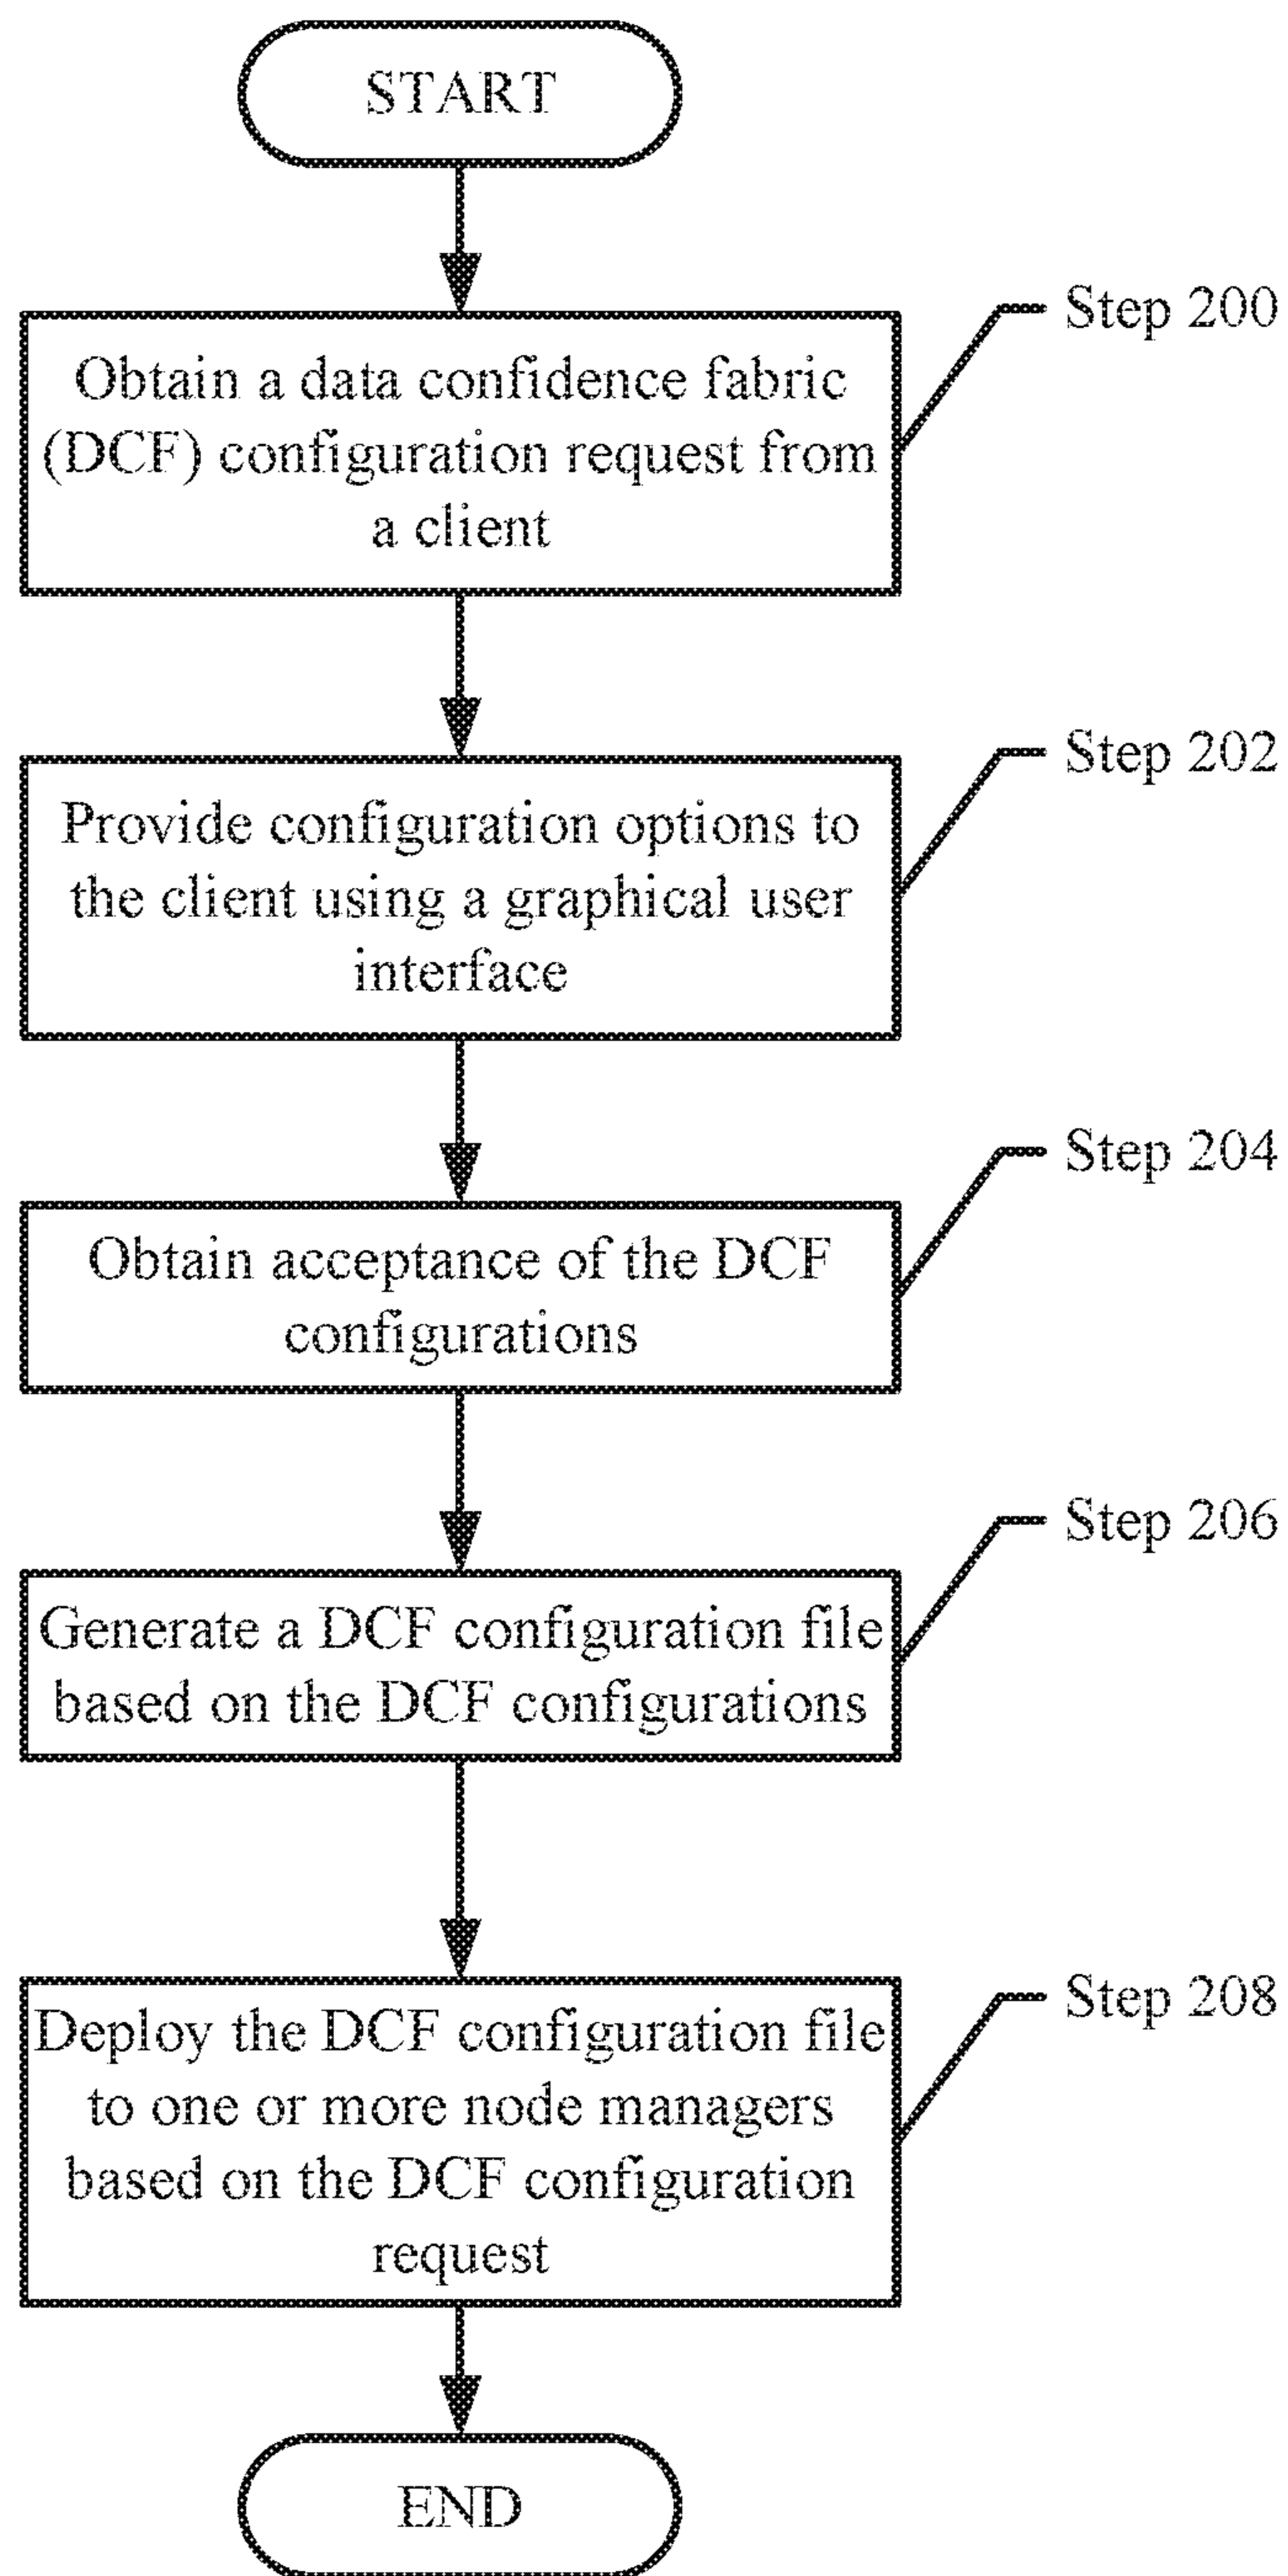 START
Step 200
Obtain a data confidence fabric
(DCF) configuration request from
a client
Step 202
Provide configuration options to
the client using a graphical user
interface
Step 204
Obtain acceptance of the DCF
configurations
Step 206
Generate a DCF configuration file
based on the DCF configurations
Step 208
Deploy the DCF configuration file
to one or more node managers
based on the DCF configuration
request
END